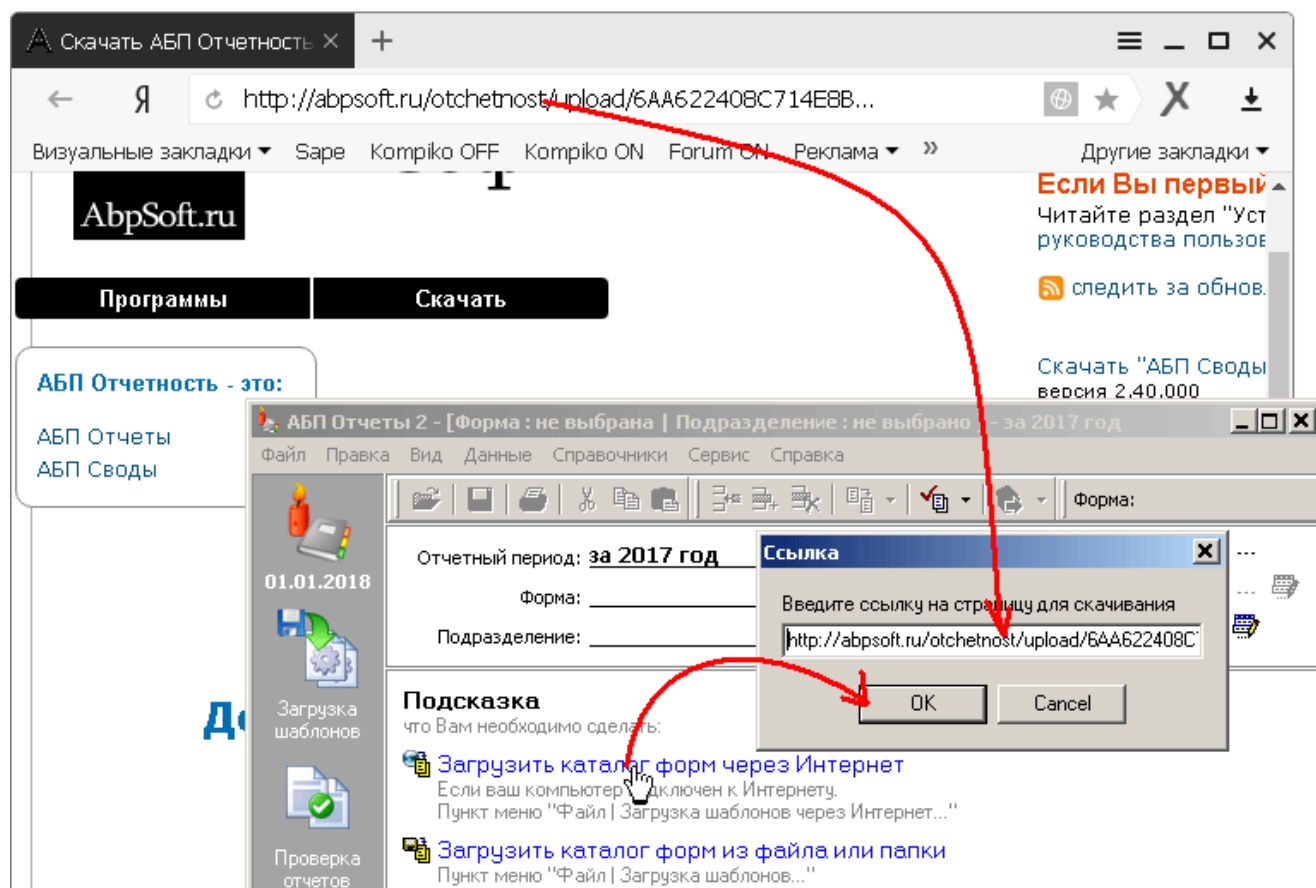 Скачать АБП Отчетность
Я http://abpsoft.ru/otchetnost/upload/6AA622408C714E8B...
Визуальные закладки Sape Kompiko OFF Kompiko ON Forum ON Реклама » Другие закладки
AbpSoft.ru
Если Вы первый
Читайте раздел "Уст
руководства пользов
следить за обнов.
Программы Скачать
Скачать "АБП Своды
версия 2.40.000
АБП Отчетность - это:
АБП Отчеты
АБП Своды
АБП Отчеты 2 - [Форма : не выбрана | Подразделение : не выбрано - за 2017 год
Файл Правка Вид Данные Справочники Сервис Справка
Форма:
01.01.2018
Загрузка
шаблонов
Проверка
отчетов
Отчетный период: за 2017 год
Форма:
Подразделение:
Ссылка
Введите ссылку на страницу для скачивания
http://abpsoft.ru/otchetnost/upload/6AA622408C
OK Cancel
Подсказка
что Вам необходимо сделать:
Загрузить каталог форм через Интернет
Если ваш компьютер подключен к Интернету.
Пункт меню "Файл | Загрузка шаблонов через Интернет..."
Загрузить каталог форм из файла или папки
Пункт меню "Файл | Загрузка шаблонов..."